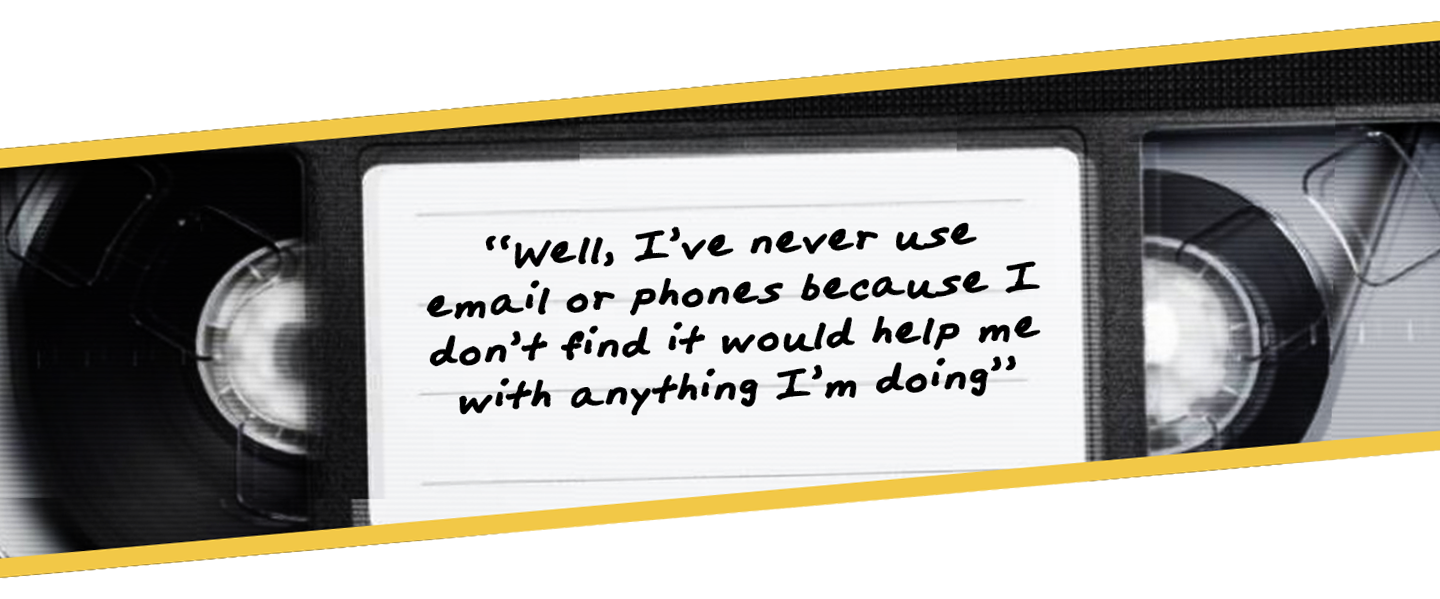 “Well, I’ve never use
email or phones because I
don’t find it would help me
with anything I’m doing”